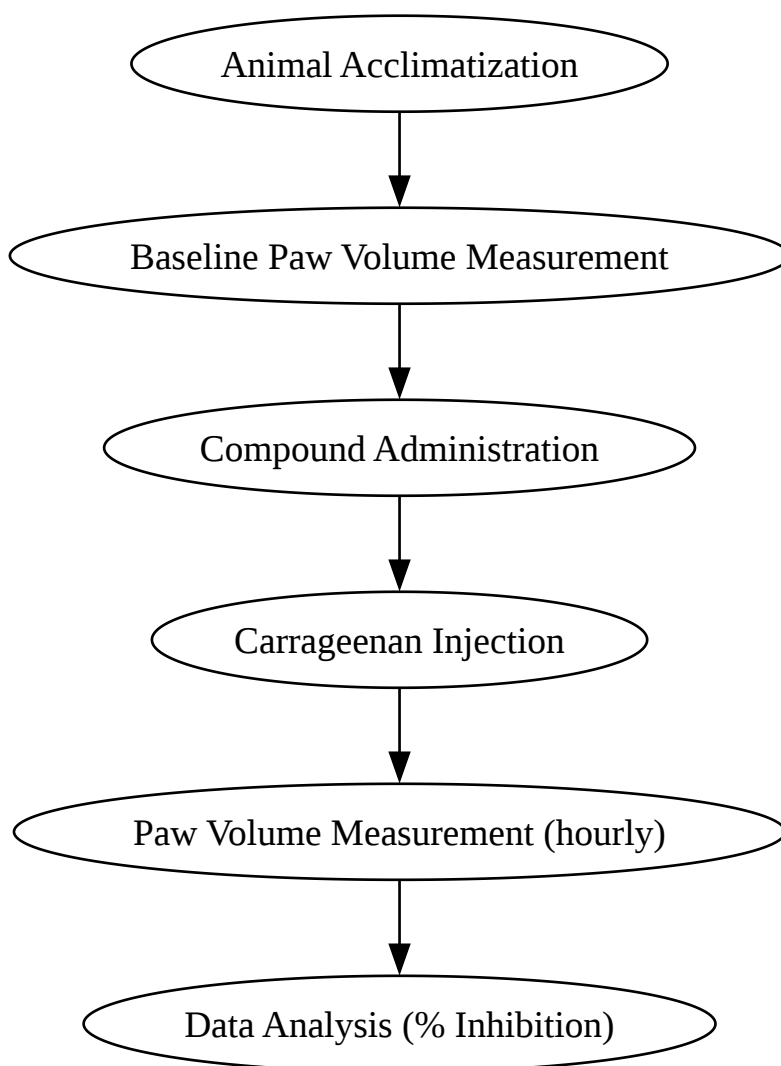 Animal Acclimatization
Baseline Paw Volume Measurement
Compound Administration
Carrageenan Injection
Paw Volume Measurement (hourly)
Data Analysis (% Inhibition)